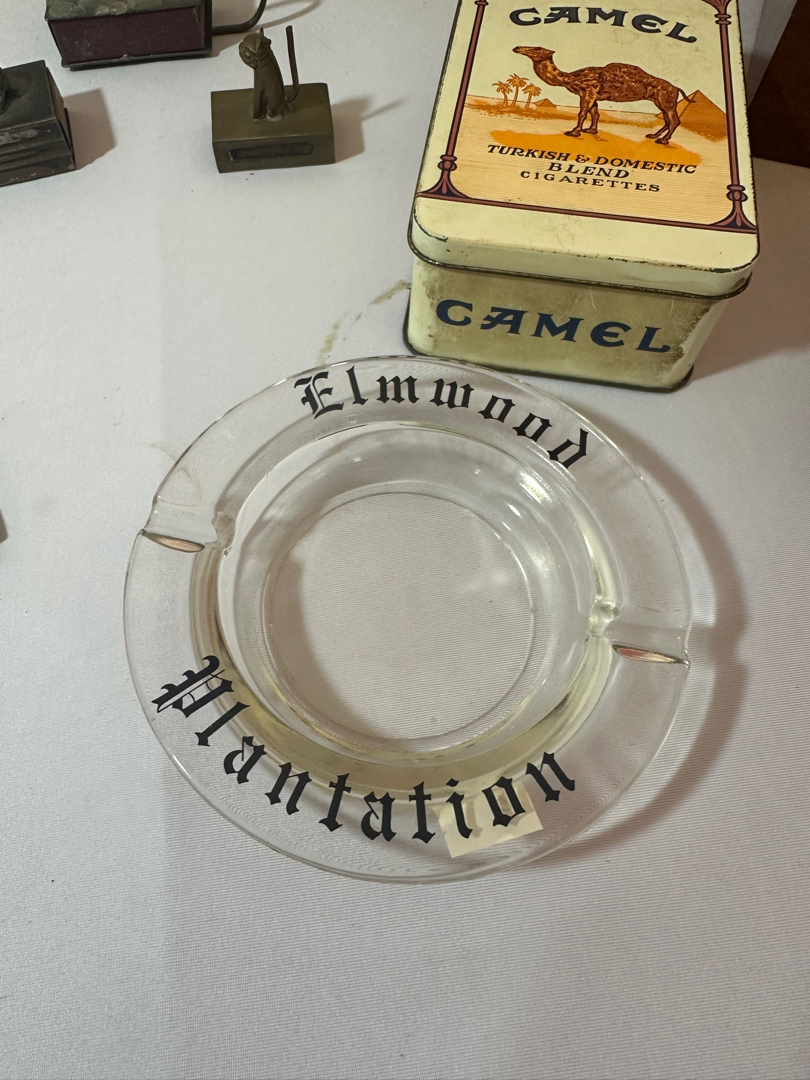 CAMEL
TURKISH & DOMESTIC
BLEND
CIGARETTES
CAMEL
Elmwood
Plantation